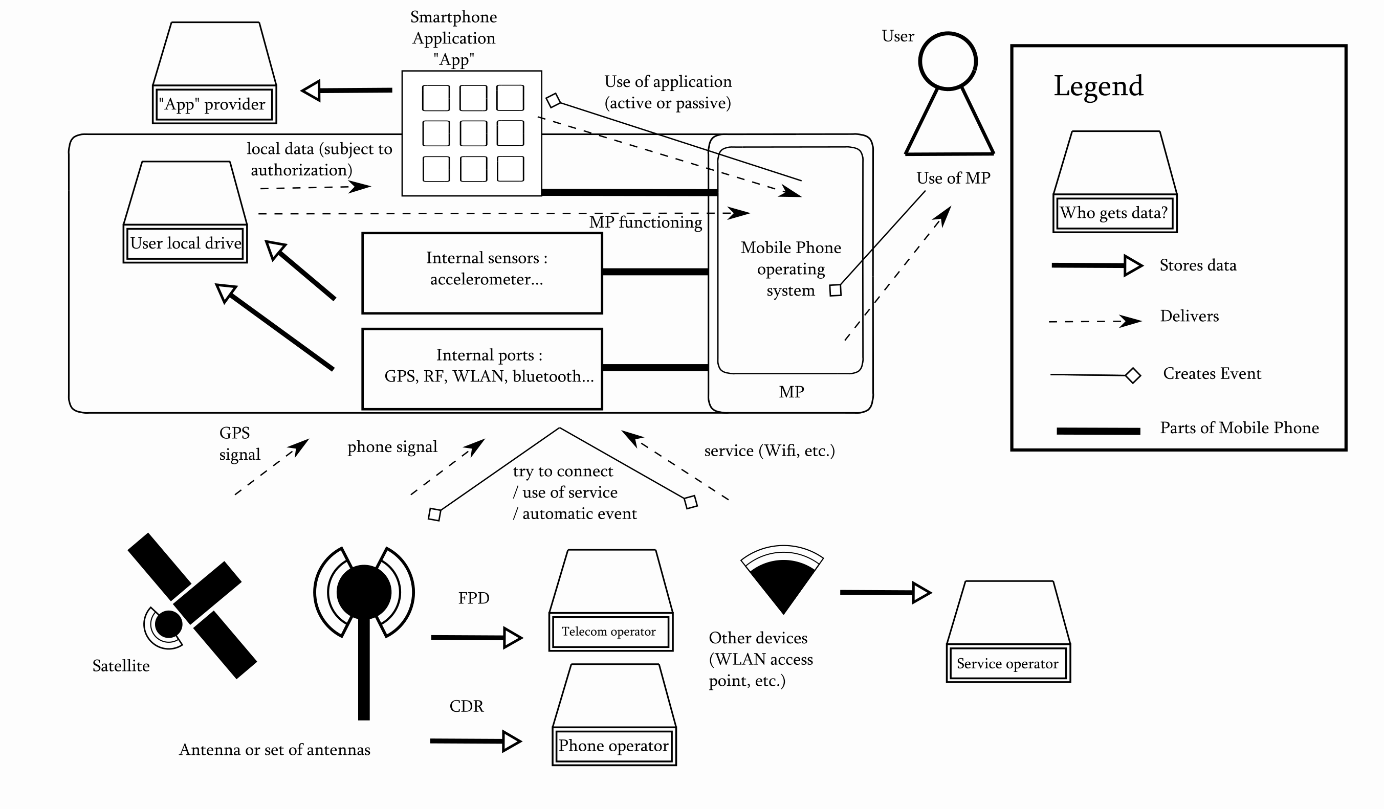 Smartphone
Application
"App"
User
"App" provider
Use of application
(active or passive)
local data (subject to
authorization)
User local drive
MP functioning
Use of MP
Internal sensors :
accelerometer...
Mobile Phone
operating
system
Internal ports :
GPS, RF, WLAN, bluetooth...
MP
Legend
Who gets data?
Stores data
Delivers
Creates Event
Parts of Mobile Phone
GPS
signal
phone signal
try to connect
/ use of service
/ automatic event
service (Wifi, etc.)
Satellite
Antenna or set of antennas
FPD
Telecom operator
CDR
Phone operator
Other devices
(WLAN access
point, etc.)
Service operator